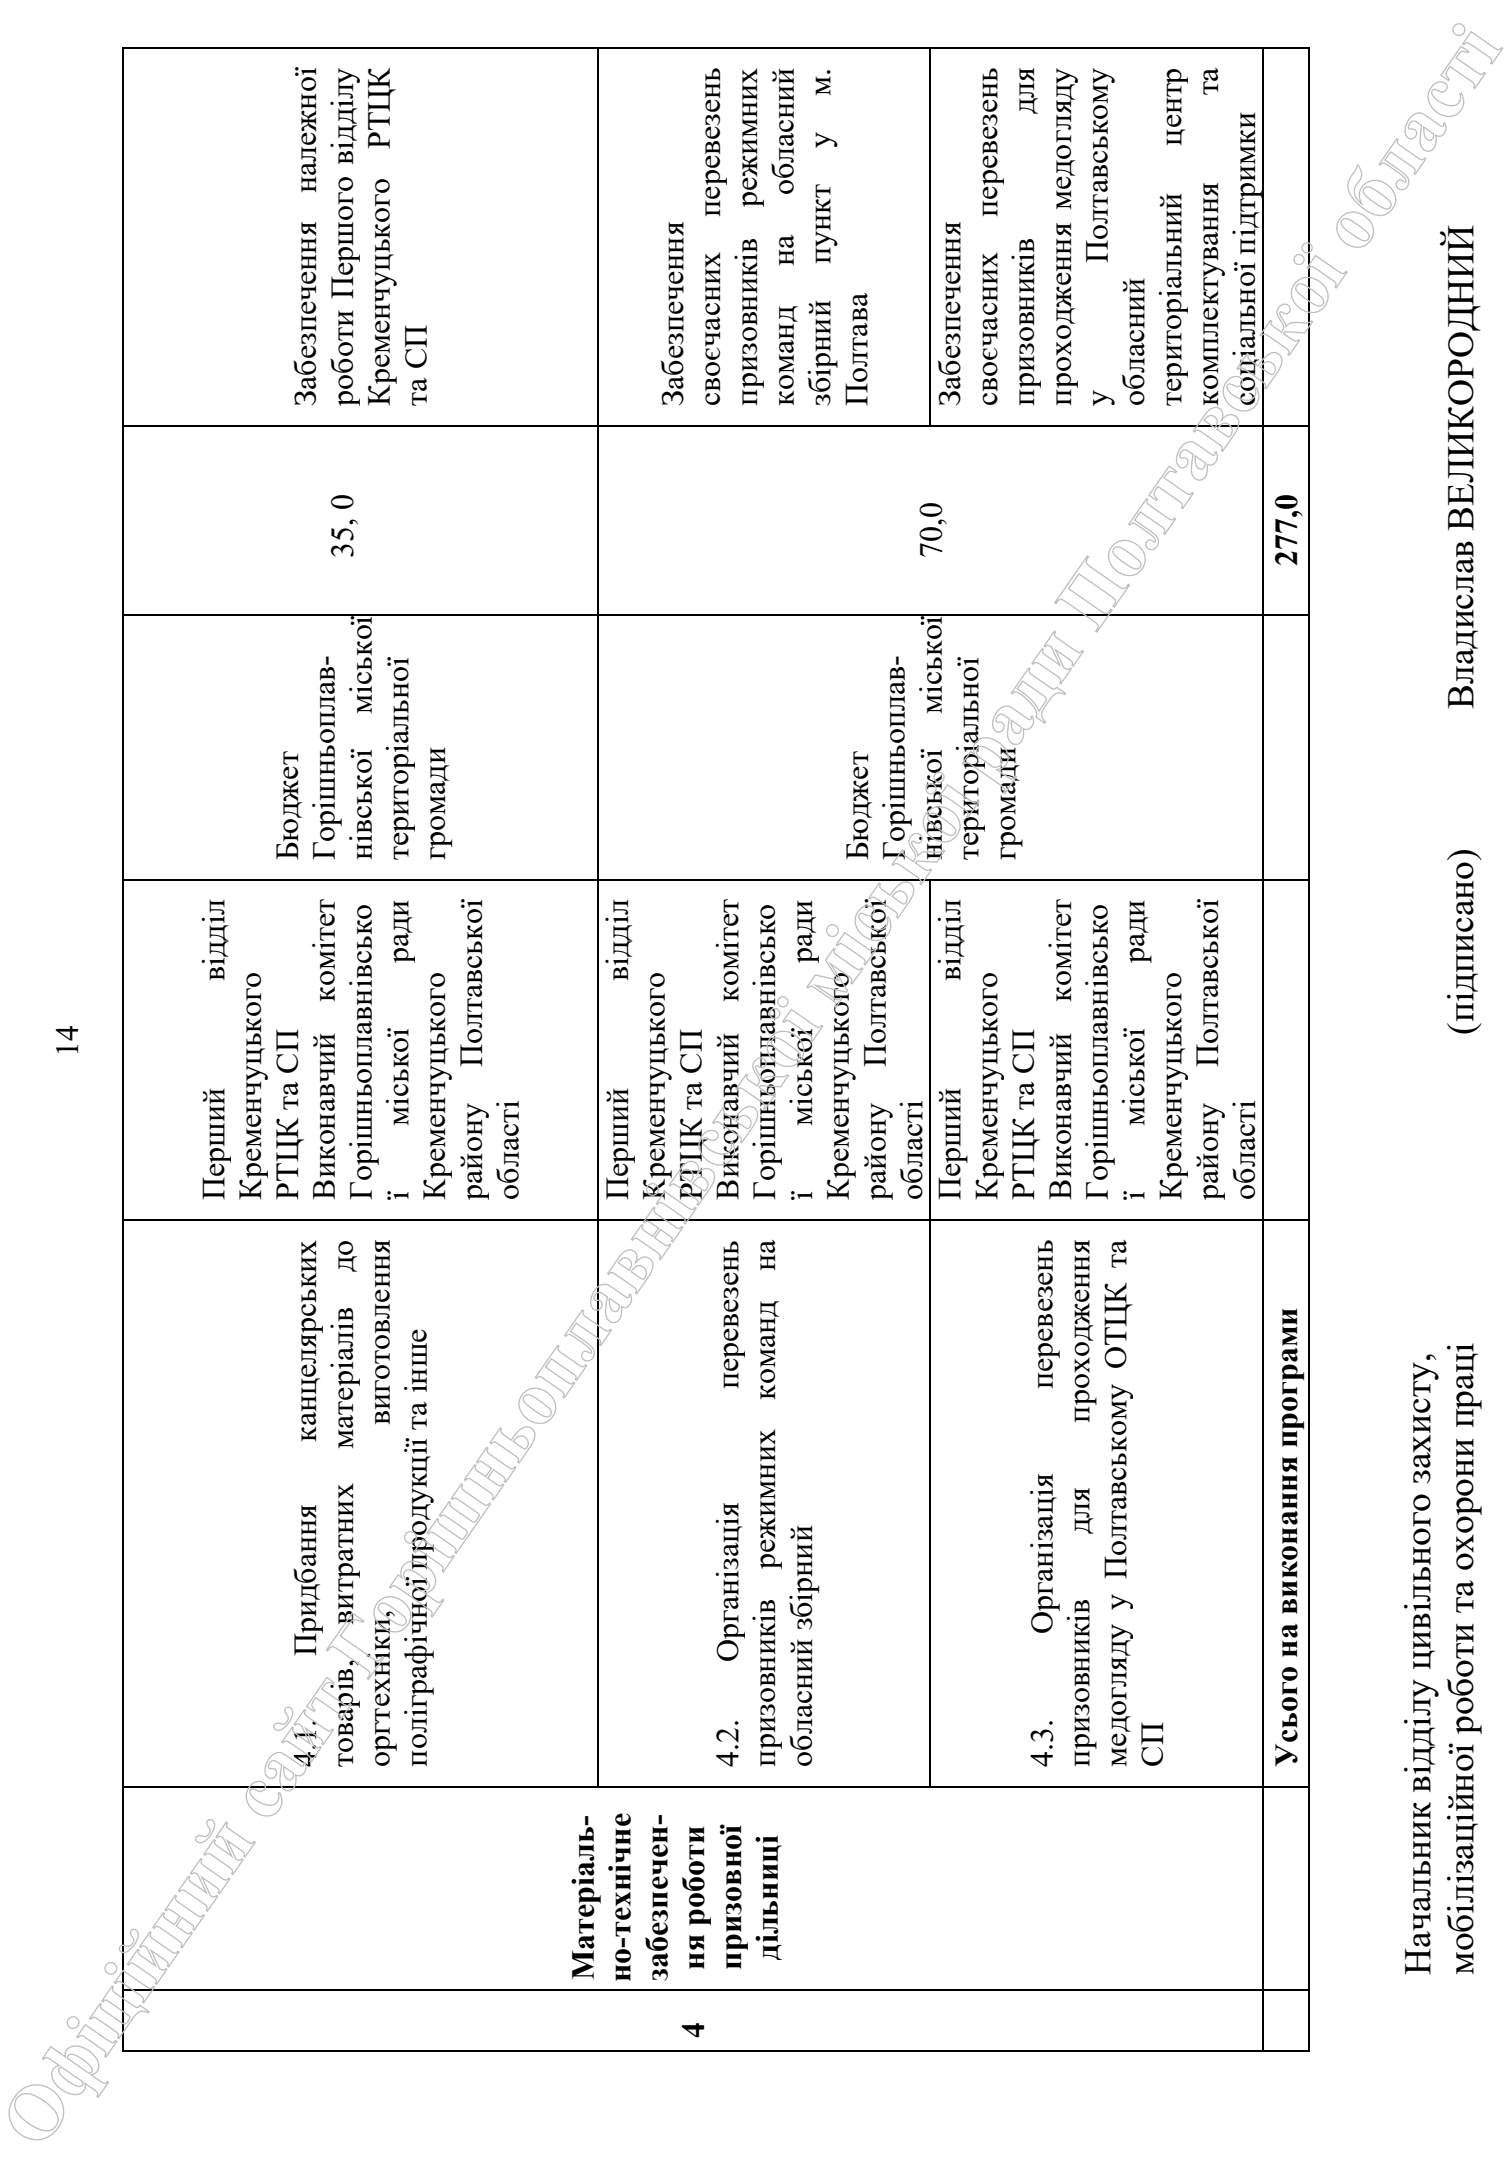 14
4
Матеріаль-
но-технічне
забезпечен-
ня роботи
призовної
дільниці
4.1. Придбання канцелярських
товарів, витратних матеріалів до
оргтехніки, виготовлення
поліграфічної продукції та інше
Перший відділ
Кременчуцького
РТЦК та СП
Виконавчий комітет
Горішньоплавнівсько
ї міської ради
Кременчуцького
району Полтавської
області
Бюджет
Горішньоплав-
нівської міської
територіальної
громади
35, 0
Забезпечення належної
роботи Першого відділу
Кременчуцького РТЦК
та СП
4.2. Організація перевезень
призовників режимних команд на
обласний збірний
Перший відділ
Кременчуцького
РТЦК та СП
Виконавчий комітет
Горішньоплавнівсько
ї міської ради
Кременчуцького
району Полтавської
області
Бюджет
Горішньоплав-
нівської міської
територіальної
громади
70,0
Забезпечення
своєчасних перевезень
призовників режимних
команд на обласний
збірний пункт у м.
Полтава
4.3. Організація перевезень
призовників для проходження
медогляду у Полтавському ОТЦК та
СП
Перший відділ
Кременчуцького
РТЦК та СП
Виконавчий комітет
Горішньоплавнівсько
ї міської ради
Кременчуцького
району Полтавської
області
Забезпечення
своєчасних перевезень
призовників для
проходження медогляду
у Полтавському
обласний
територіальний центр
комплектування та
соціальної підтримки
Усього на виконання програми 277,0
Начальник відділу цивільного захисту,
мобілізаційної роботи та охорони праці (підписано) Владислав ВЕЛИКОРОДНИЙ
Офіційний сайт Горішньоплавнівської міської ради Полтавської області